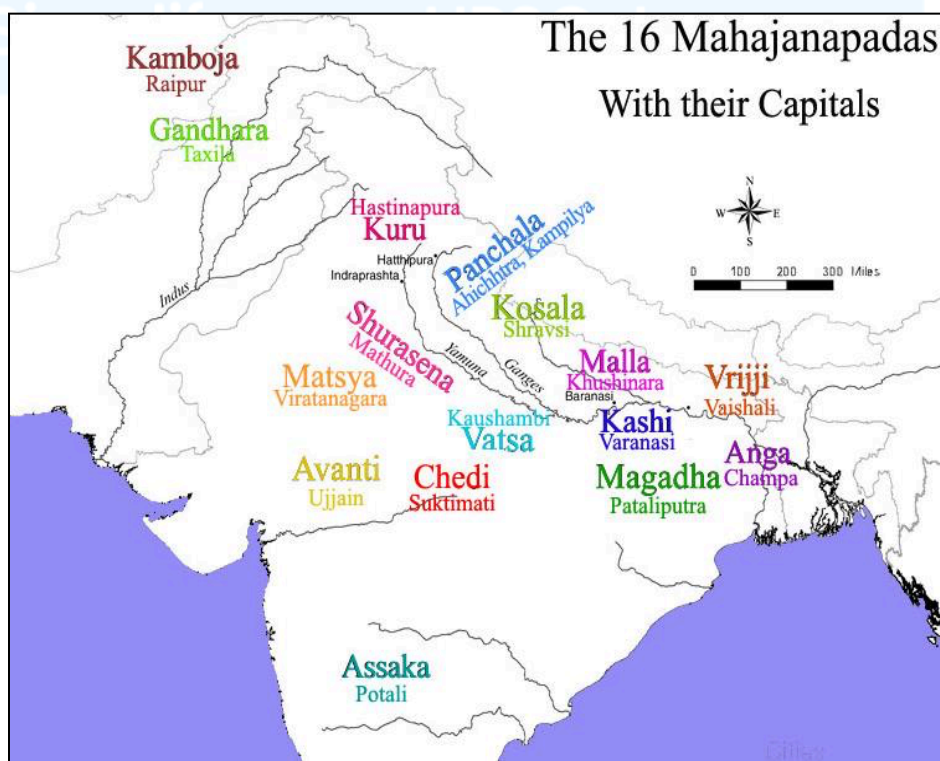 The 16 Mahajanapadas
With their Capitals
Kamboja
Raipur
Gandhara
Taxila
N
W E
S
0 100 200 300 Miles
Hastinapura
Kuru
Hatthipura
Indraprashta
Panchala
Ahichhtra, Kampilya
Indus
Kosala
Shravsi
Shurasena
Mathura
Yamuna
Ganges
Malla
Khushinara
Baranasi
Vrijji
Vaishali
Matsya
Viratanagara
Kaushambi
Vatsa
Kashi
Varanasi
Anga
Champa
Avanti
Ujjain
Chedi
Suktimati
Magadha
Pataliputra
Assaka
Potali